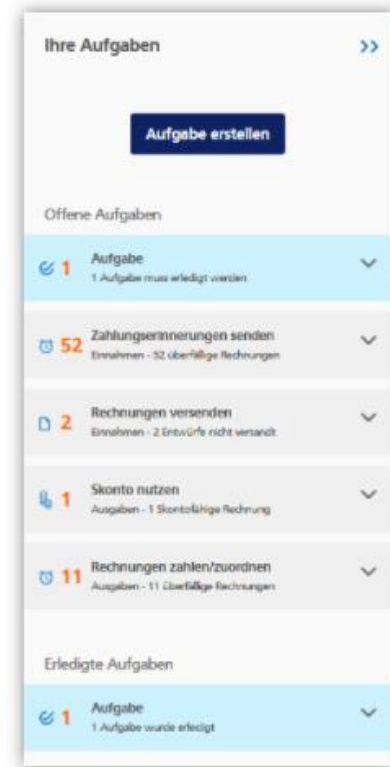 Ihre Aufgaben >>
Aufgabe erstellen
Offene Aufgaben
1 Aufgabe
1 Aufgabe muss erledigt werden
52 Zahlungserinnerungen senden
Einnahmen - 52 überfällige Rechnungen
2 Rechnungen versenden
Einnahmen - 2 Entwürfe nicht versandt
1 Skonto nutzen
Ausgaben - 1 Skontofähige Rechnung
11 Rechnungen zahlen/zuordnen
Ausgaben - 11 überfällige Rechnungen
Erledigte Aufgaben
1 Aufgabe
1 Aufgabe wurde erledigt